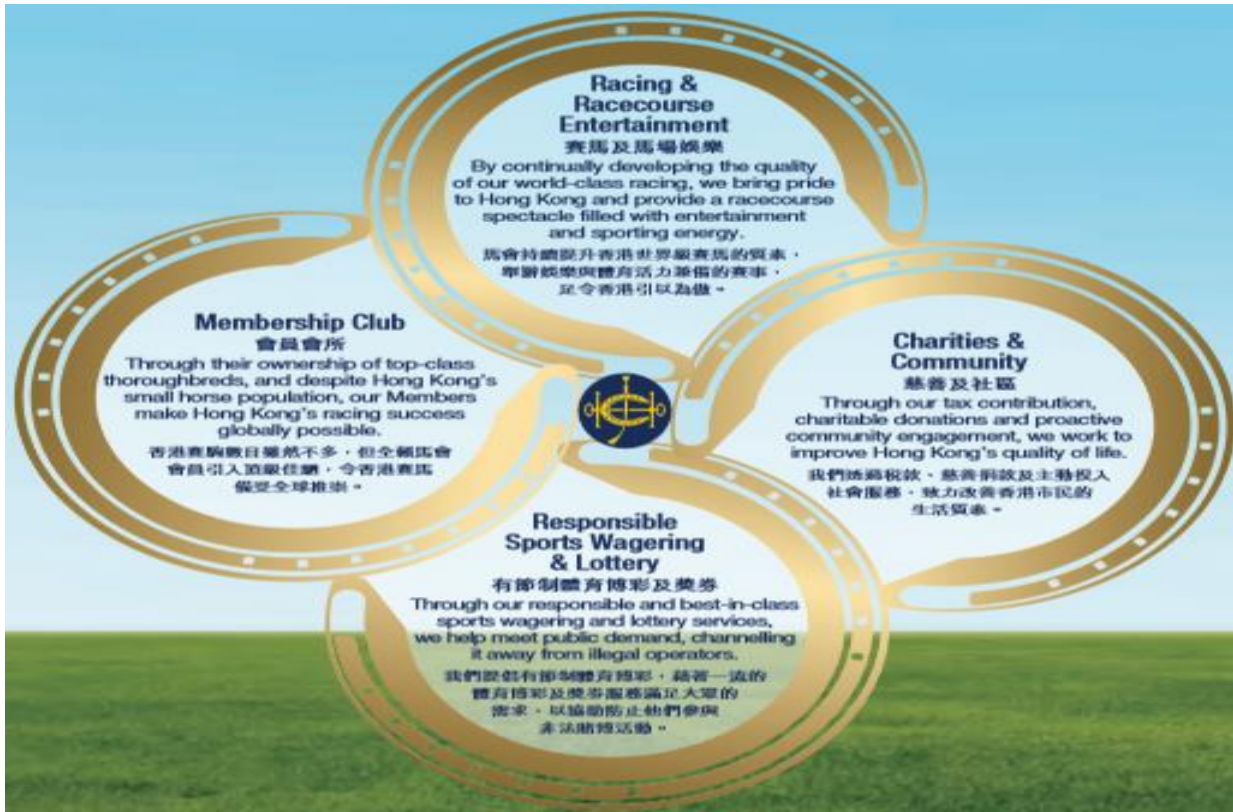 Racing &
Racecourse
Entertainment
賽馬及馬場娛樂
By continually developing the quality
of our world-class racing, we bring pride
to Hong Kong and provide a racecourse
spectacle filled with entertainment
and sporting energy.
馬會持續提升香港世界級賽馬的質素，
舉辦娛樂與體育活力兼備的賽事，
足令香港引以為傲。
Membership Club
會員會所
Through their ownership of top-class
thoroughbreds, and despite Hong Kong's
small horse population, our Members
make Hong Kong's racing success
globally possible.
香港賽駒數目雖然不多，但全賴馬會
會員引入頂級佳驥，令香港賽馬
備受全球推崇。
Charities &
Community
慈善及社區
Through our tax contribution,
charitable donations and proactive
community engagement, we work to
improve Hong Kong's quality of life.
我們透過稅款、慈善捐款及主動投入
社會服務，致力改善香港市民的
生活質素。
Responsible
Sports Wagering
& Lottery
有節制體育博彩及獎券
Through our responsible and best-in-class
sports wagering and lottery services,
we help meet public demand, channelling
it away from illegal operators.
我們提倡有節制體育博彩，藉着一流的
體育博彩及獎券服務滿足大眾的
需求，以協助防止他們參與
非法賭博活動。